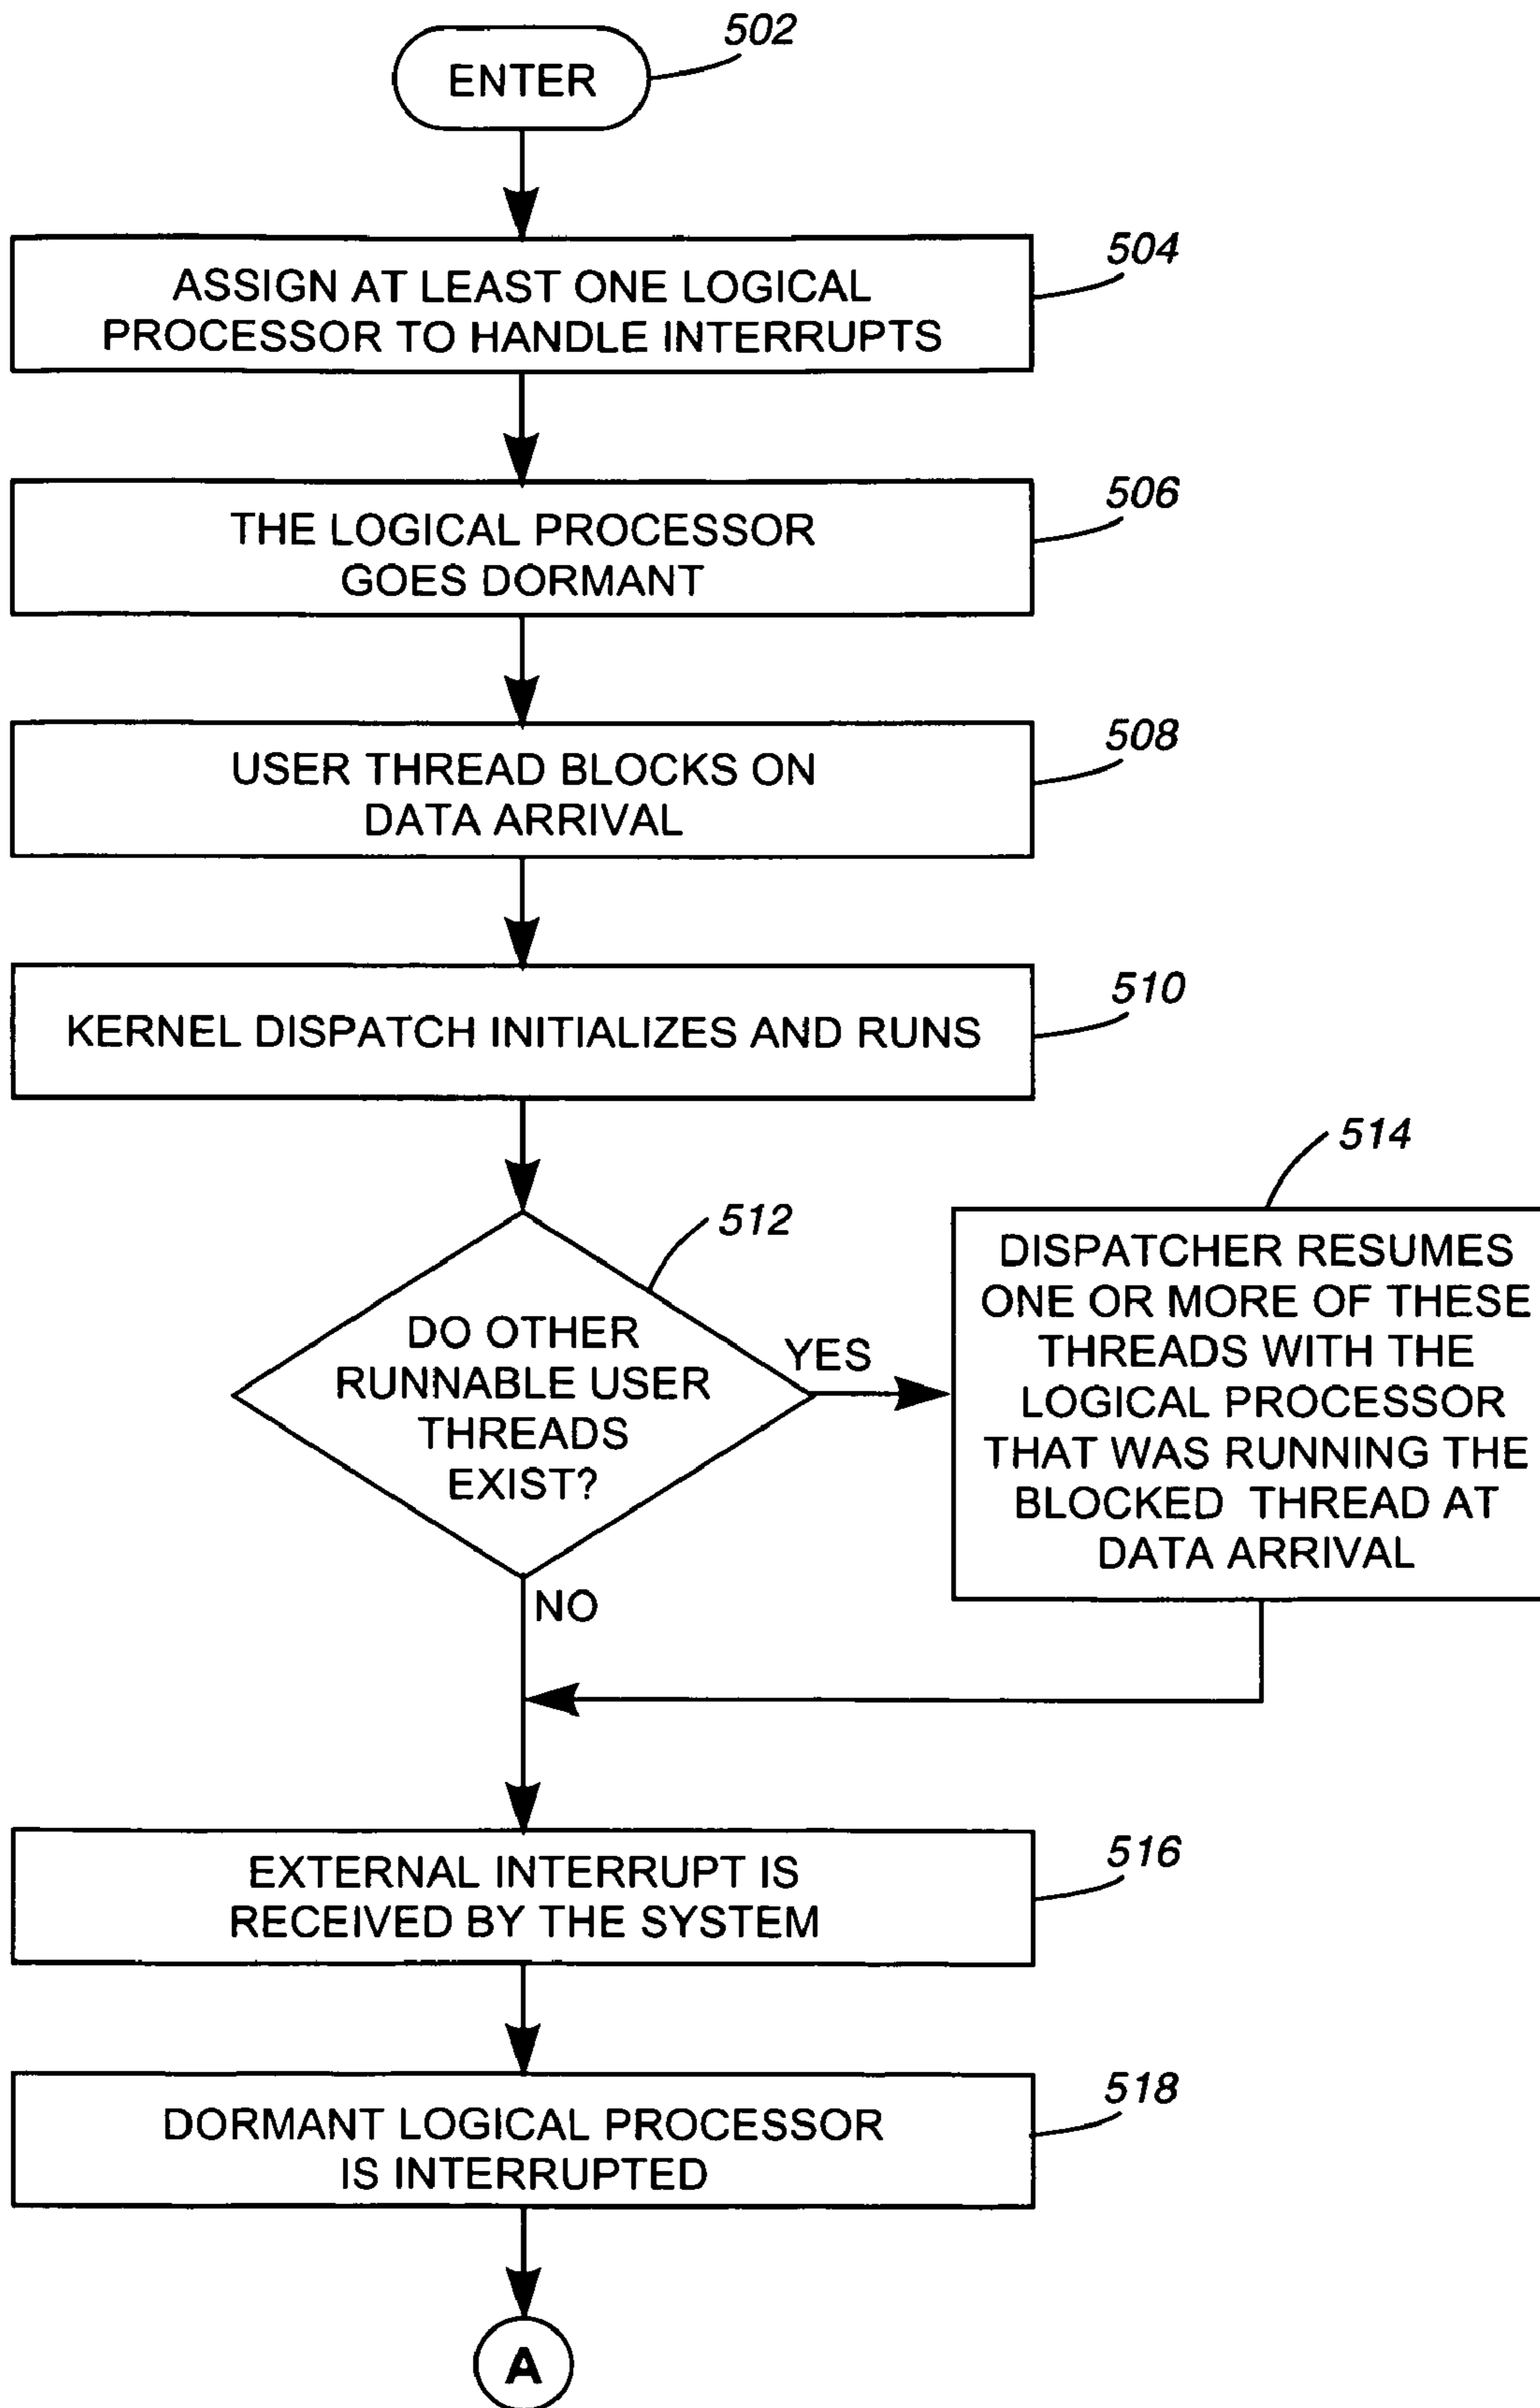 502
ENTER
504
ASSIGN AT LEAST ONE LOGICAL
PROCESSOR TO HANDLE INTERRUPTS
506
THE LOGICAL PROCESSOR
GOES DORMANT
508
USER THREAD BLOCKS ON
DATA ARRIVAL
510
KERNEL DISPATCH INITIALIZES AND RUNS
512
DO OTHER
RUNNABLE USER
THREADS
EXIST?
YES
514
DISPATCHER RESUMES
ONE OR MORE OF THESE
THREADS WITH THE
LOGICAL PROCESSOR
THAT WAS RUNNING THE
BLOCKED THREAD AT
DATA ARRIVAL
NO
516
EXTERNAL INTERRUPT IS
RECEIVED BY THE SYSTEM
518
DORMANT LOGICAL PROCESSOR
IS INTERRUPTED
A